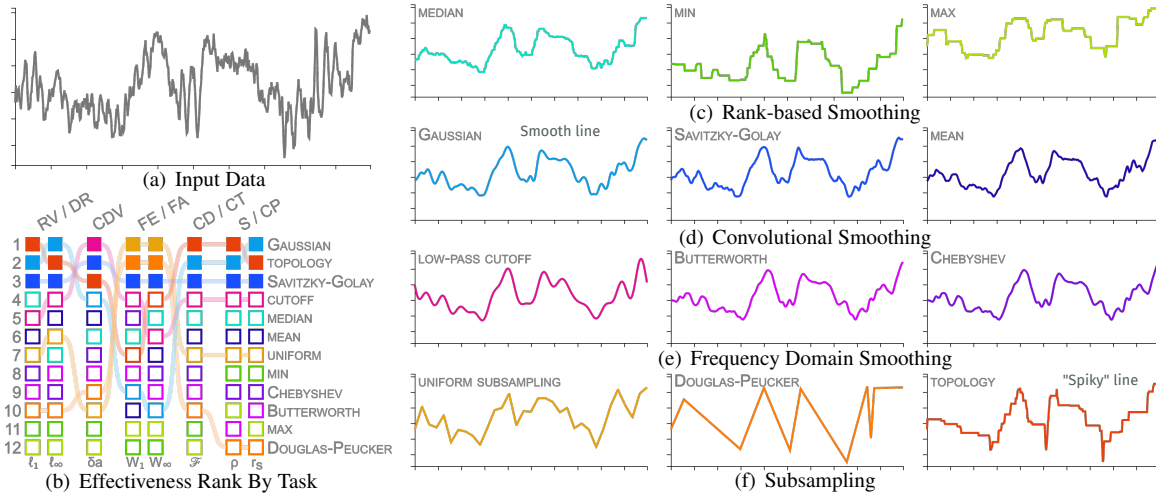 MEDIAN
MIN
MAX
(c) Rank-based Smoothing
(a) Input Data
GAUSSIAN
Smooth line
SAVITZKY-GOLAY
MEAN
(d) Convolutional Smoothing
RV / DR
CDV
FE / FA
CD / CT
S / CP
1 GAUSSIAN
2 TOPOLOGY
3 SAVITZKY-GOLAY
4 CUTOFF
5 MEDIAN
6 MEAN
7 UNIFORM
8 MIN
9 CHEBYSHEV
10 BUTTERWORTH
11 MAX
12 DOUGLAS-PEUCKER
ℓ₁ ℓ∞ δa W₁ W∞ ℱ ρ rₛ
(b) Effectiveness Rank By Task
LOW-PASS CUTOFF
BUTTERWORTH
CHEBYSHEV
(e) Frequency Domain Smoothing
UNIFORM SUBSAMPLING
DOUGLAS-PEUCKER
TOPOLOGY
"Spiky" line
(f) Subsampling